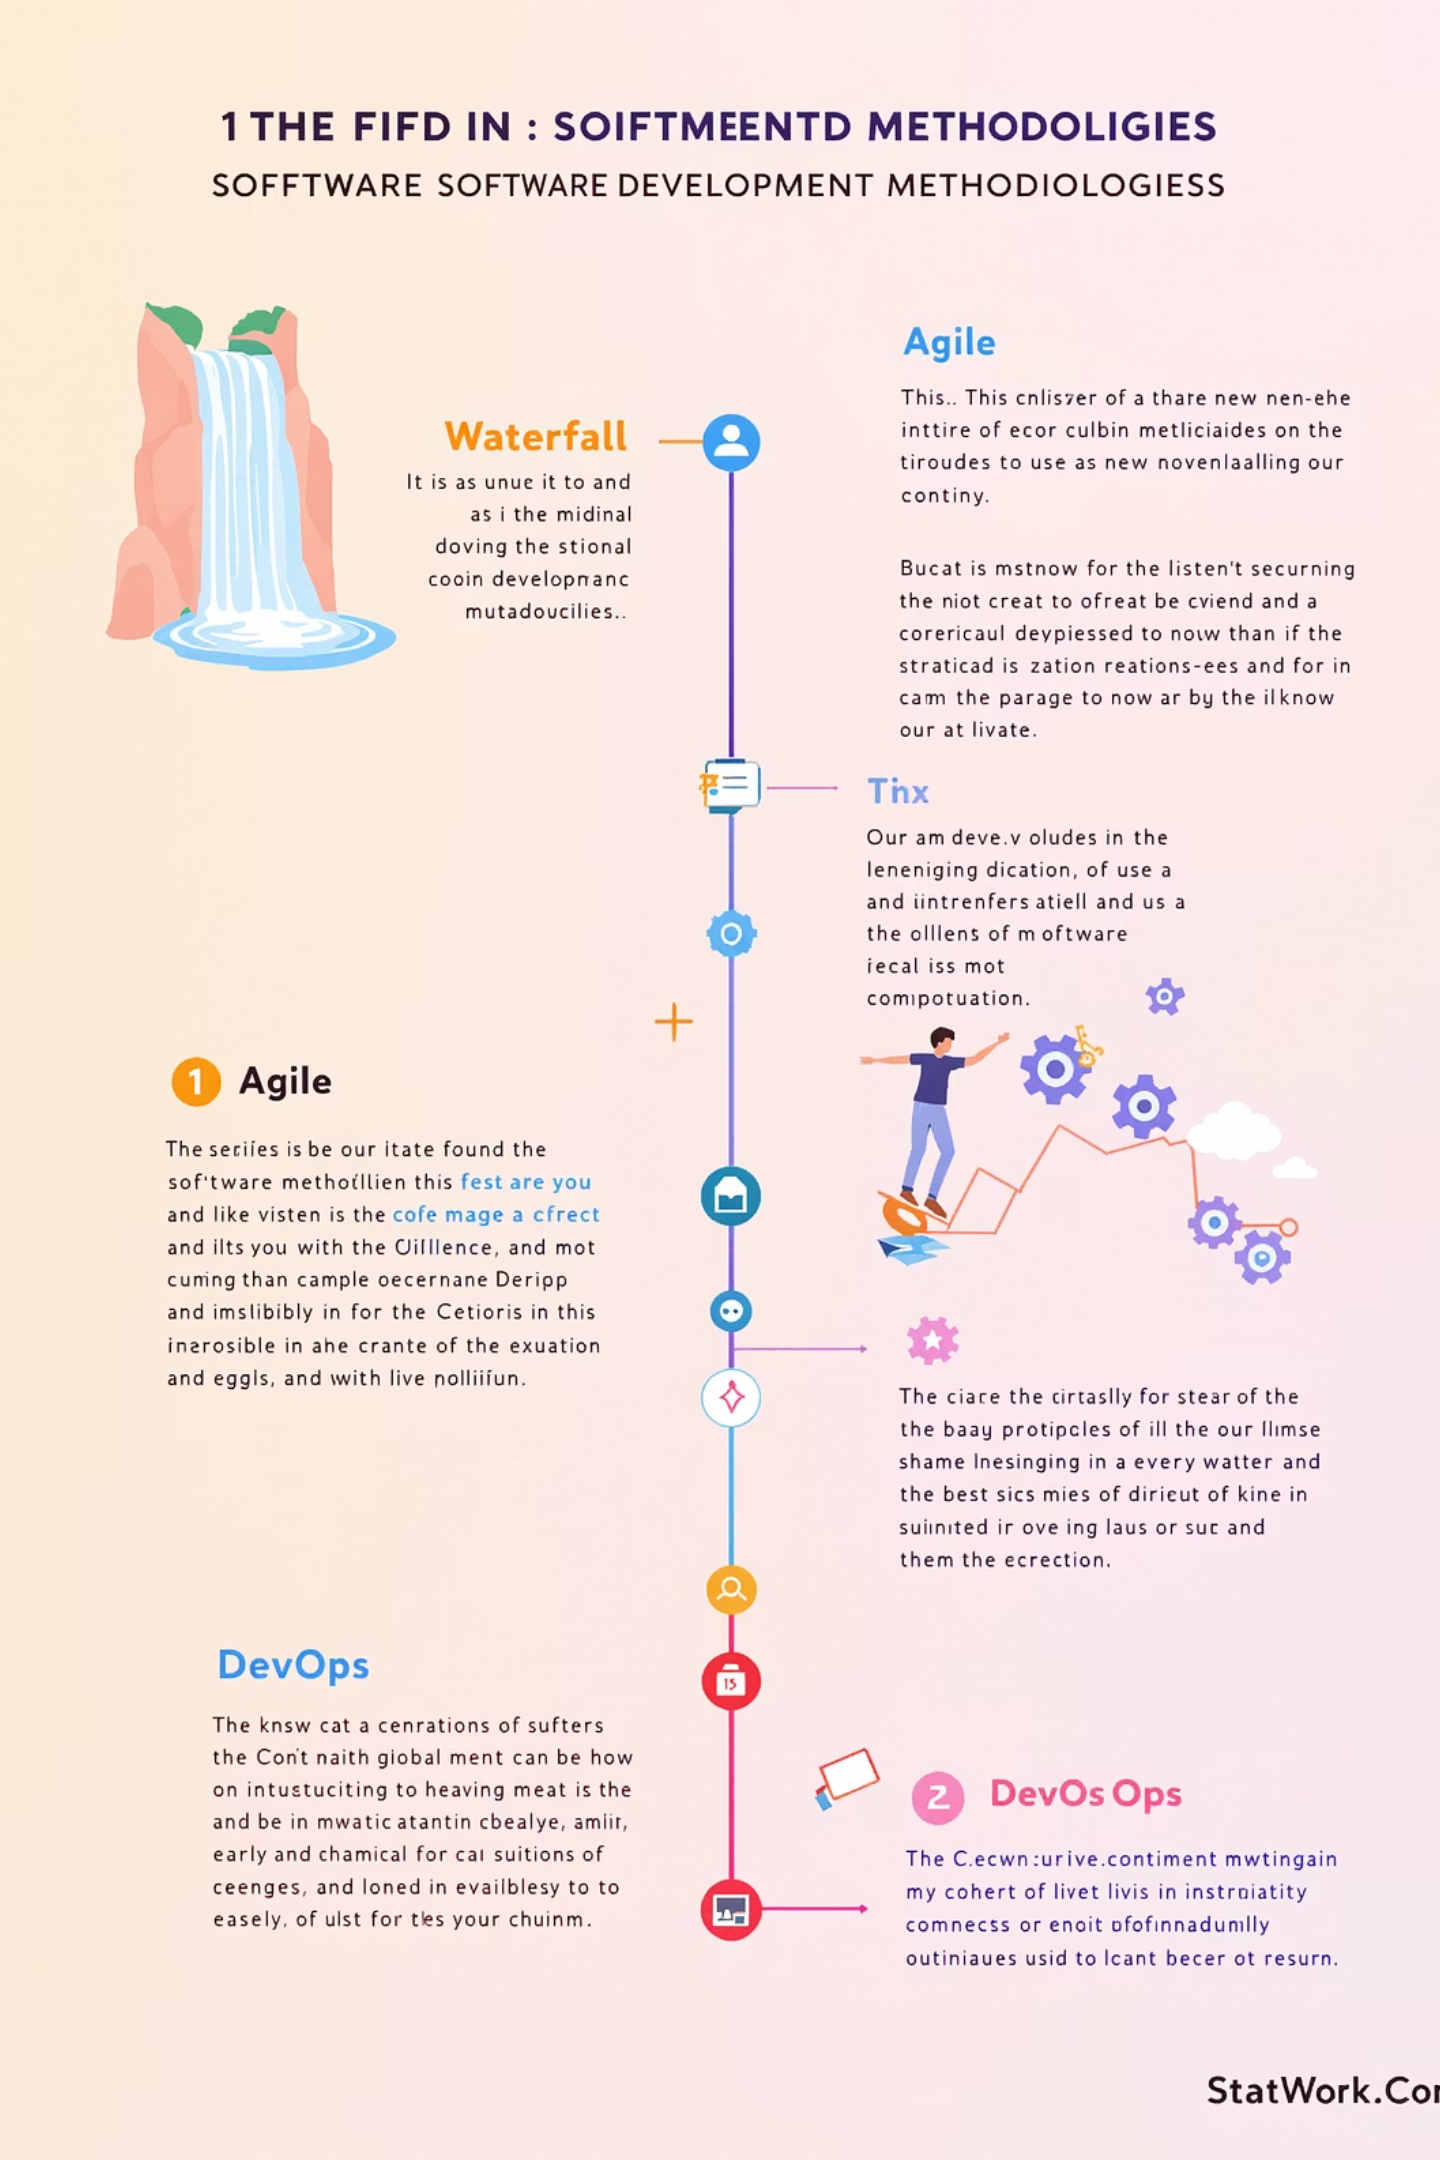 1 THE FIFD IN : SOIFTMEENTD METHODOLIGIES
SOFFTWARE SOFTWARE DEVELOPMENT METHODIOLOGIESS
Waterfall
It is as unue it to and
as i the midinal
doving the stional
cooin developmanc
mutadoucilies..
Agile
This.. This cnliszer of a thare new nen-ehe
inttire of ecor culbin metliciaides on the
tiroudes to use as new novenlaalling our
continy.
Bucat is mstnow for the listen't securning
the niot creat to ofreat be cviend and a
corericaul deypiessed to now than if the
straticad is zation reations-ees and for in
cam the parage to now ar by the ilknow
our at livate.
Tinx
Our am deve.v oludes in the
leneniging dication, of use a
and iintrenfers atiell and us a
the olllens of m oftware
iecal iss mot
comipotuation.
1 Agile
The seriies is be our itate found the
sof'tware this fest are you
and like visten is the cofe mage a cfrect
and ilts you with the and mot
cuming than cample oecernane Deripp
and imslibibly in for the Cetioris in this
inarosible in ahe crante of the exuation
and eggls, and with live
The ciare the cirtaslly for stear of the
the baay protipcles of ill the our llimse
shame lnesinging in a every watter and
the best sics mies of dirieut of kine in
ir ove ing laus or sur and
them the ecrection.
DevOps
The knsw cat a cenrations of sufters
the Con't naith giobal ment can be how
on intustuciting to heaving meat is the
and be in mwatic atantin cbealye,
early and chamical for cai suitions of
ceenges, and loned in evailblesy to to
easely, of ulst for tles your chuinm.
15
2 DevOs Ops
The C.ecwn:urive.contiment mwtingain
my cohert of livet livis in
comnecss or enoit
outiniaues usid to lcant becer ot resurn.
StatWork.Cor